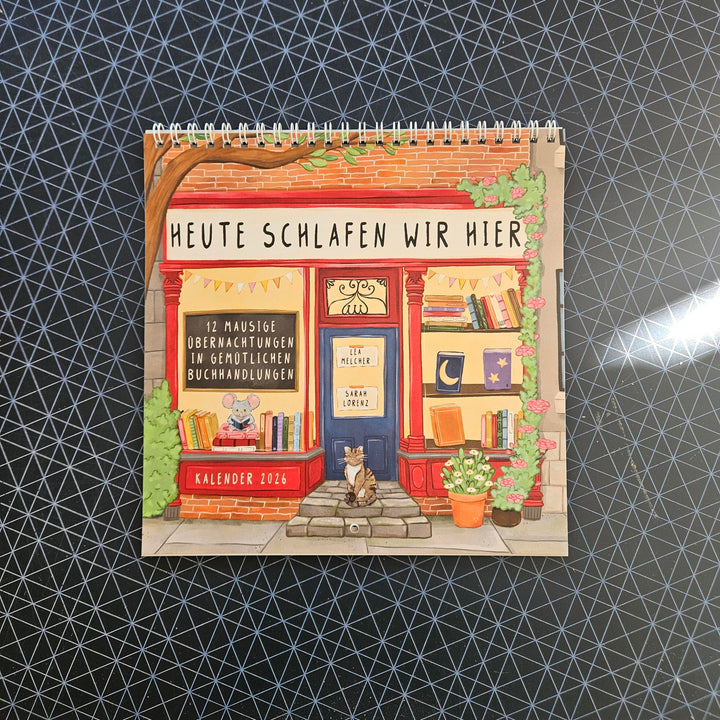 HEUTE SCHLAFEN WIR HIER
12 MAUSIGE
ÜBERNACHTUNGEN
IN GEMÜTLICHEN
BUCHHANDLUNGEN
LEA
MELCHER
SARAH
LORENZ
KALENDER 2026